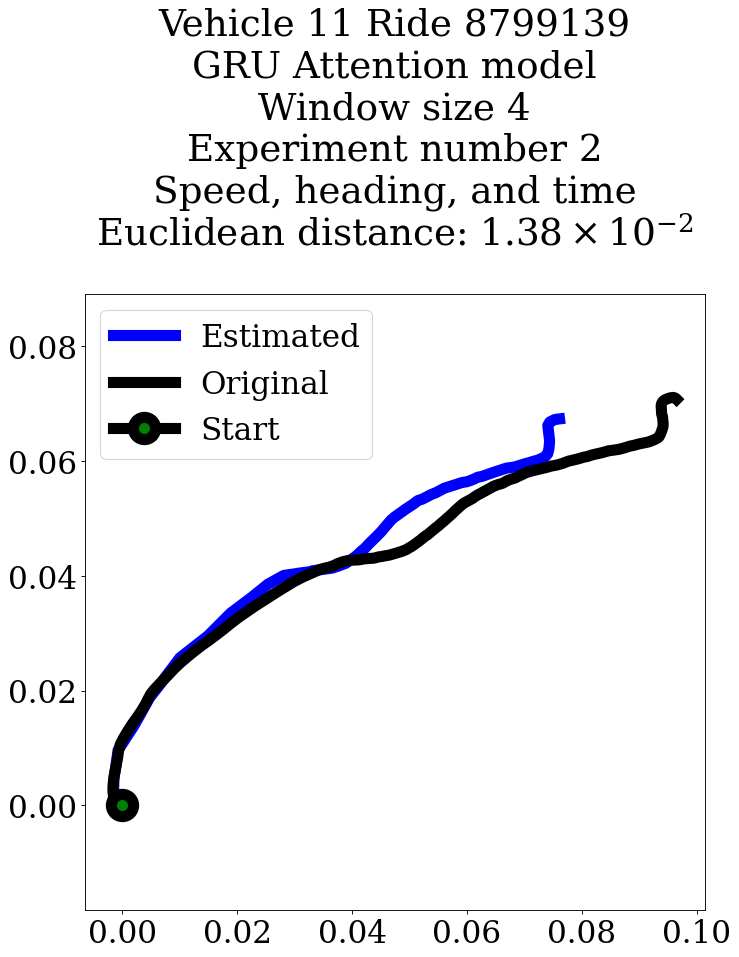 Vehicle 11 Ride 8799139
GRU Attention model
Window size 4
Experiment number 2
Speed, heading, and time
Euclidean distance: 1.38 × 10⁻²
Estimated
Original
Start
0.08
0.06
0.04
0.02
0.00
0.00 0.02 0.04 0.06 0.08 0.10